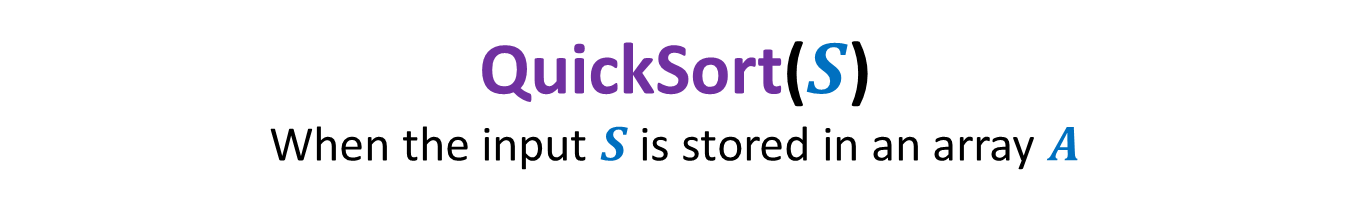 QuickSort(S)
When the input S is stored in an array A